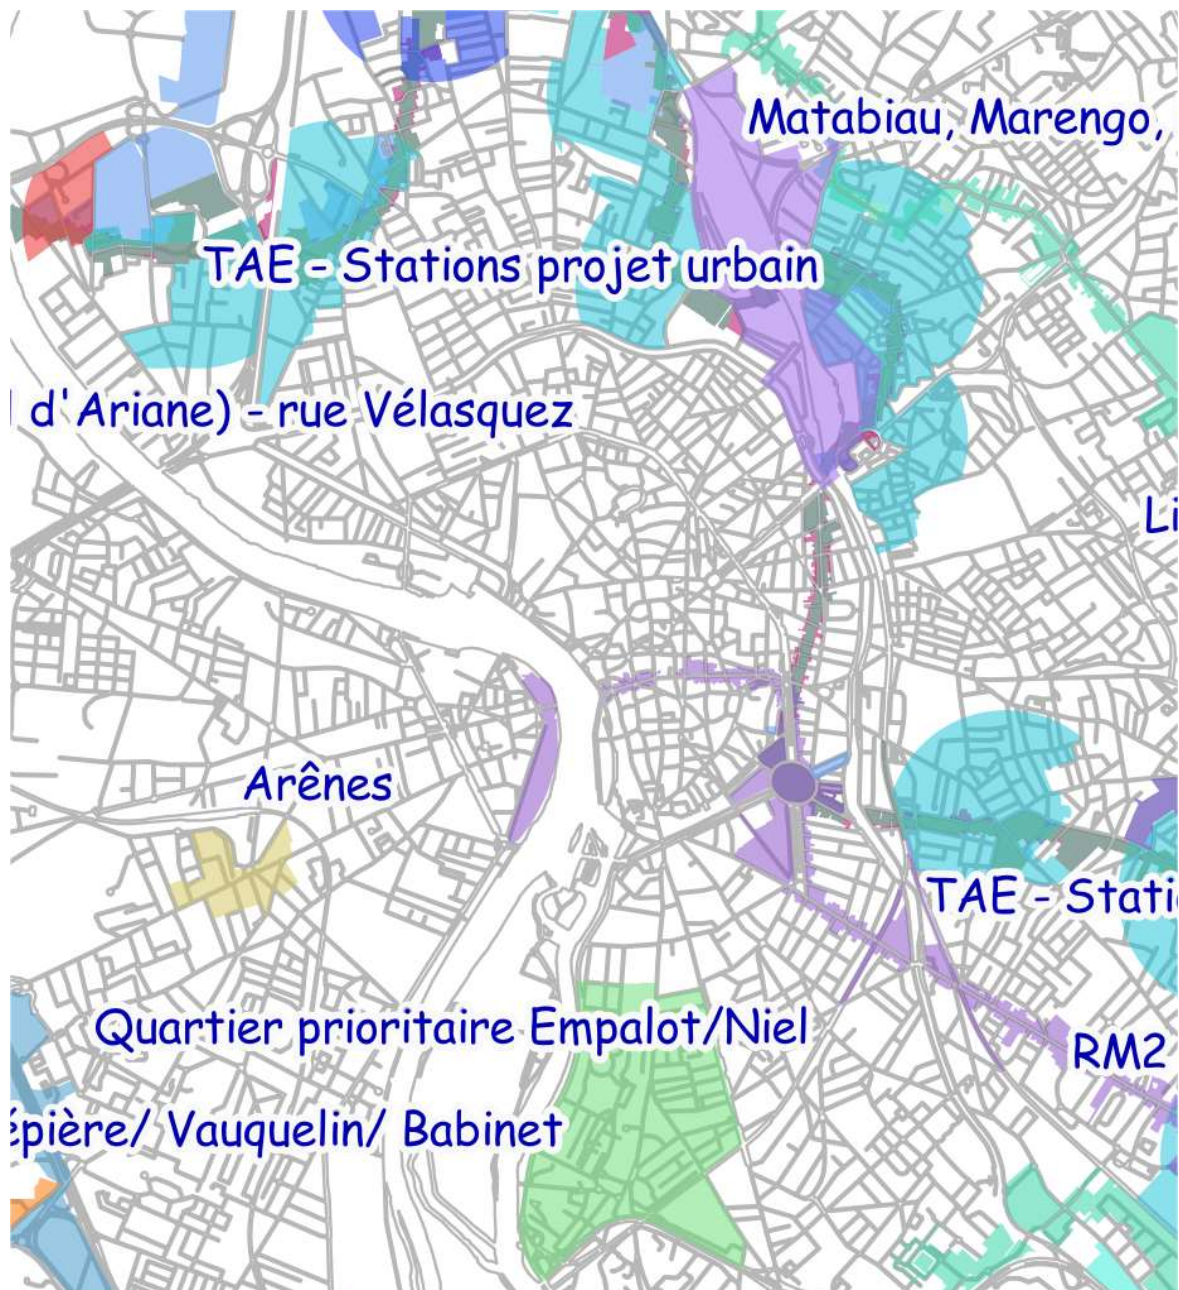 Matabiau, Marengo,
TAE - Stations projet urbain
d'Ariane) - rue Vélasquez
Li
Arênes
TAE - Stati
Quartier prioritaire Empalot/Niel
RM2
épière/ Vauquelin/ Babinet